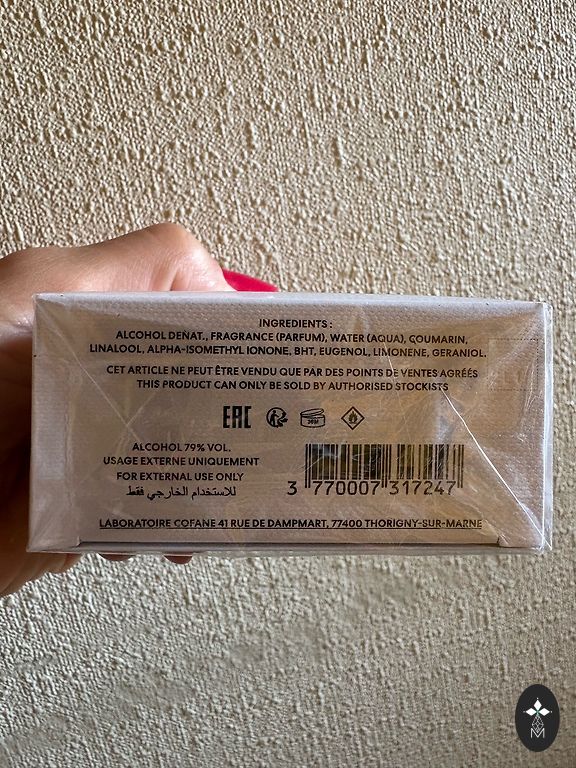 INGREDIENTS :
ALCOHOL DENAT., FRAGRANCE (PARFUM), WATER (AQUA), COUMARIN,
LINALOOL, ALPHA-ISOMETHYL IONONE, BHT, EUGENOL, LIMONENE, GERANIOL.
CET ARTICLE NE PEUT ÊTRE VENDU QUE PAR DES POINTS DE VENTES AGRÉÉS
THIS PRODUCT CAN ONLY BE SOLD BY AUTHORISED STOCKISTS
EAC
36M
ALCOHOL 79% VOL.
USAGE EXTERNE UNIQUEMENT
FOR EXTERNAL USE ONLY
للاستخدام الخارجي فقط
3 770007 317247
LABORATOIRE COFANE 41 RUE DE DAMPMART, 77400 THORIGNY-SUR-MARNE
M